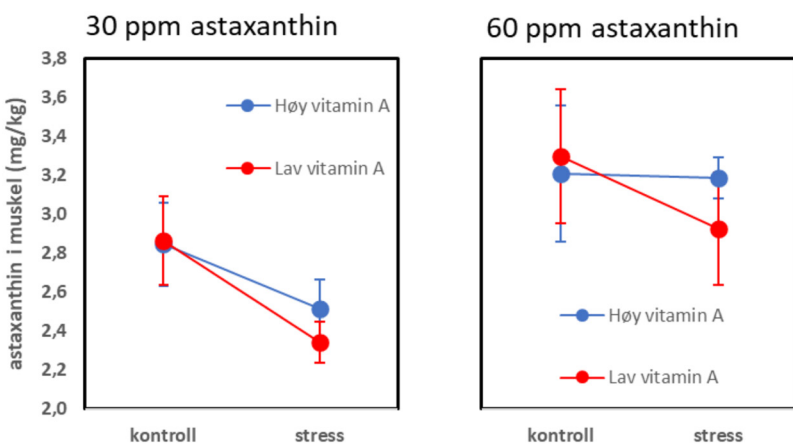 30 ppm astaxanthin
60 ppm astaxanthin
astaxanthin i muskel (mg/kg)
3,8
3,6
3,4
3,2
3,0
2,8
2,6
2,4
2,2
2,0
Høy vitamin A
Lav vitamin A
kontroll
stress
Høy vitamin A
Lav vitamin A
kontroll
stress